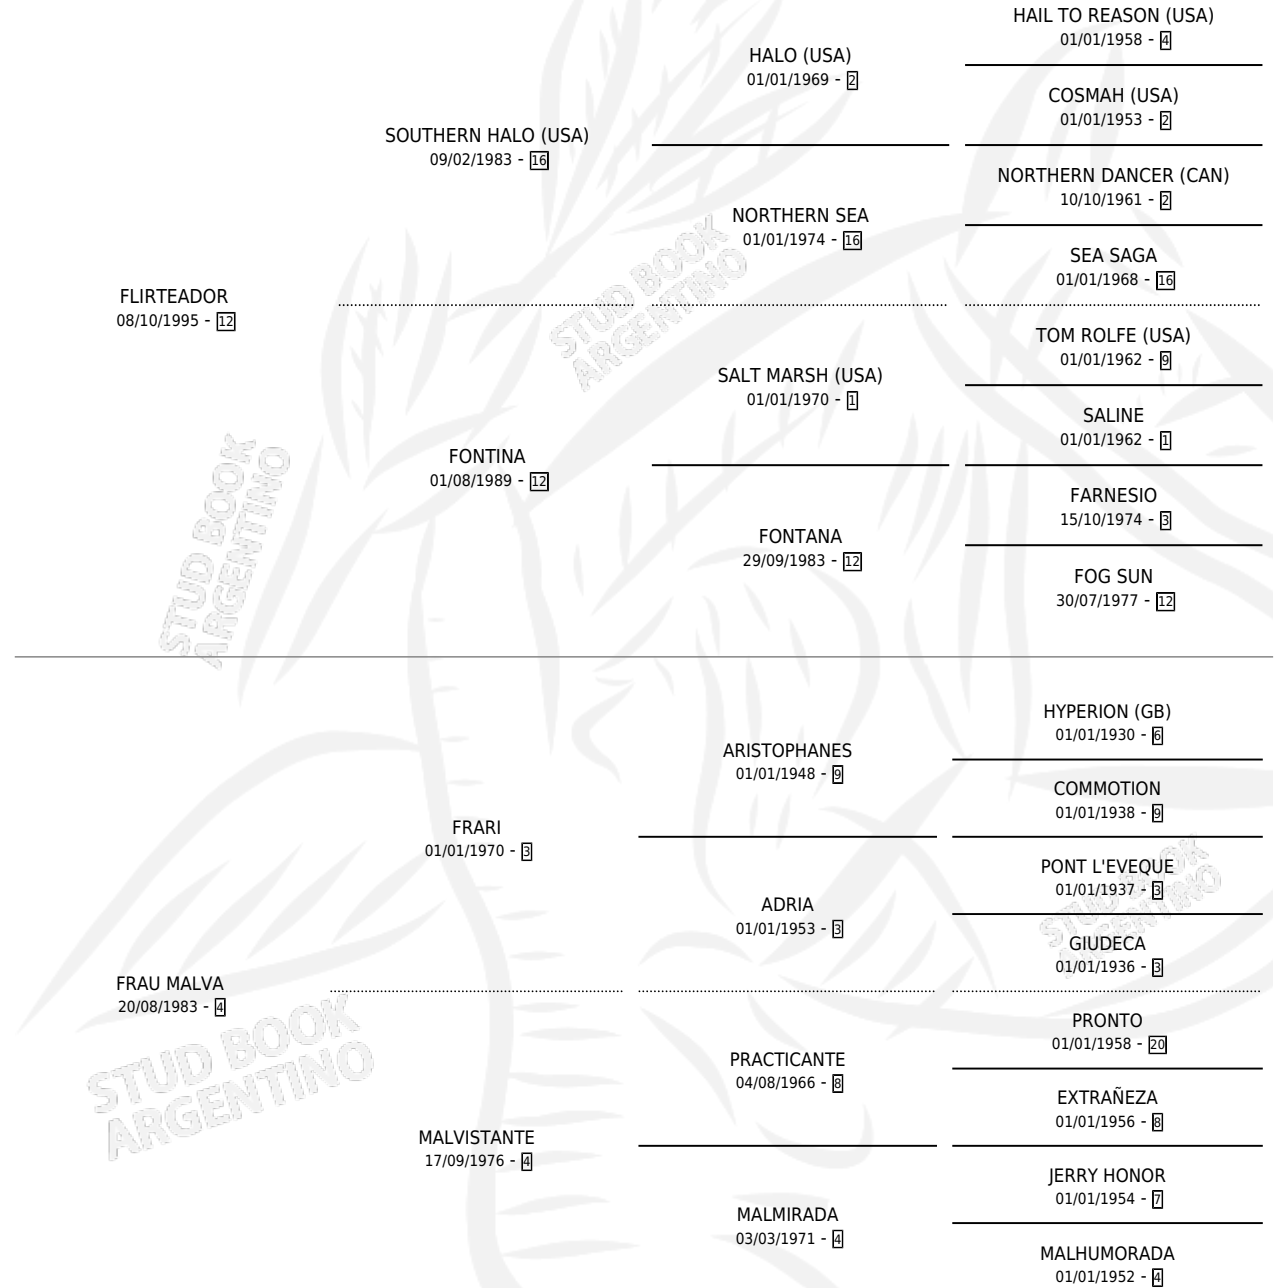 HAIL TO REASON (USA)
01/01/1958 - 4
HALO (USA)
01/01/1969 - 2
COSMAH (USA)
01/01/1953 - 2
SOUTHERN HALO (USA)
09/02/1983 - 16
NORTHERN DANCER (CAN)
10/10/1961 - 2
NORTHERN SEA
01/01/1974 - 16
SEA SAGA
01/01/1968 - 16
FLIRTEADOR
08/10/1995 - 12
STUD BOOK
ARGENTINO
TOM ROLFE (USA)
01/01/1962 - 9
SALT MARSH (USA)
01/01/1970 - 1
SALINE
01/01/1962 - 1
FONTINA
01/08/1989 - 12
FARNESIO
15/10/1974 - 3
FONTANA
29/09/1983 - 12
FOG SUN
30/07/1977 - 12
STUD BOOK
ARGENTINO
HYPERION (GB)
01/01/1930 - 6
ARISTOPHANES
01/01/1948 - 9
COMMOTION
01/01/1938 - 9
FRARI
01/01/1970 - 3
PONT L'EVEQUE
01/01/1937 - 3
ADRIA
01/01/1953 - 3
GIUDECA
01/01/1936 - 3
STUD BOOK
ARGENTINO
FRAU MALVA
20/08/1983 - 4
PRONTO
01/01/1958 - 20
PRACTICANTE
04/08/1966 - 8
EXTRAÑEZA
01/01/1956 - 8
STUD BOOK
ARGENTINO
MALVISTANTE
17/09/1976 - 4
JERRY HONOR
01/01/1954 - 7
MALMIRADA
03/03/1971 - 4
MALHUMORADA
01/01/1952 - 4